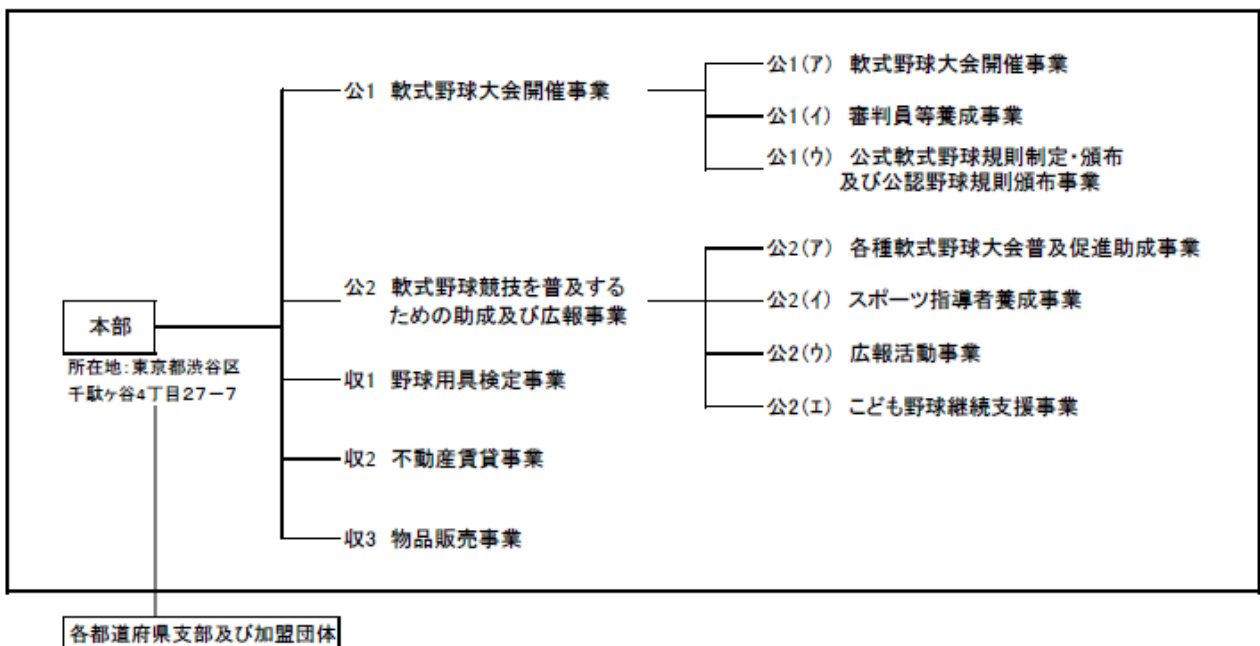 公1 軟式野球大会開催事業
公1(ア) 軟式野球大会開催事業
公1(イ) 審判員等養成事業
公1(ウ) 公式軟式野球規則制定・頒布
及び公認野球規則頒布事業
公2 軟式野球競技を普及する
ための助成及び広報事業
公2(ア) 各種軟式野球大会普及促進助成事業
公2(イ) スポーツ指導者養成事業
公2(ウ) 広報活動事業
公2(エ) こども野球継続支援事業
本部
所在地:東京都渋谷区
千駄ヶ谷4丁目27-7
収1 野球用具検定事業
収2 不動産賃貸事業
収3 物品販売事業
各都道府県支部及び加盟団体